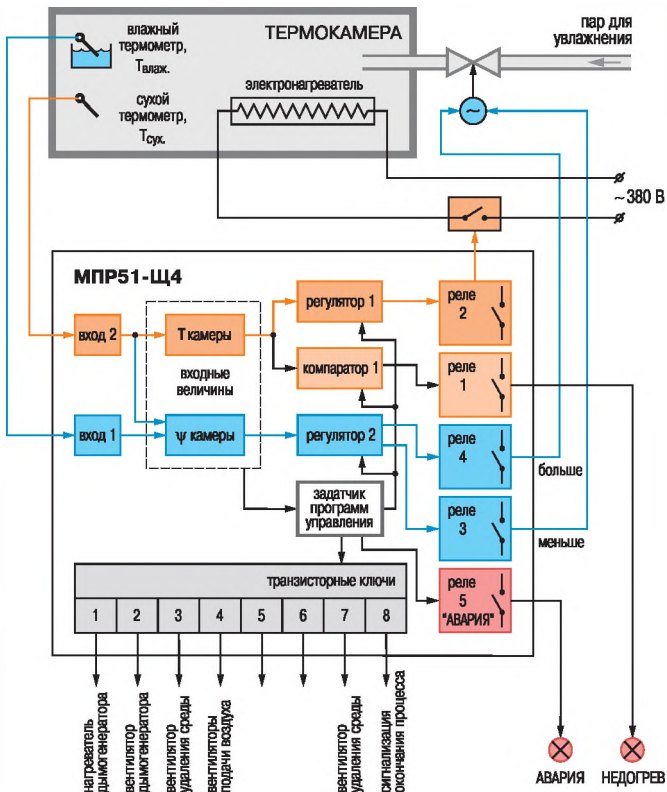 влажный
термометр,
Tвлаж.
ТЕРМОКАМЕРА
пар для
увлажнения
сухой
термометр,
Tсух.
электронагреватель
~
~ 380 В
МПР51-Щ4
вход 2
T камеры
входные
величины
вход 1
ψ камеры
регулятор 1
компаратор 1
регулятор 2
задатчик
программ
управления
реле
2
реле
1
реле
4
больше
реле
3
меньше
реле
5
"АВАРИЯ"
транзисторные ключи
1 2 3 4 5 6 7 8
нагреватель
дымогенератора
вентилятор
дымогенератора
вентилятор
удаления среды
вентиляторы
подачи воздуха
вентилятор
удаления среды
сигнализация
окончания процесса
АВАРИЯ
НЕДОГРЕВ